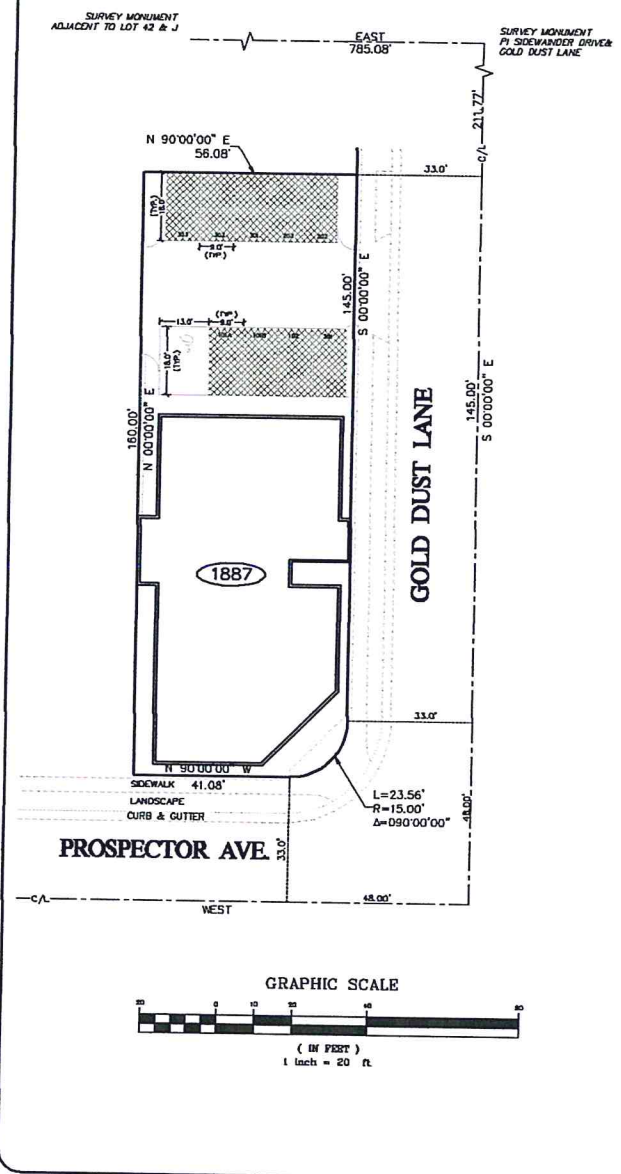 SURVEY MONUMENT
ADJACENT TO LOT 42 & J
EAST
785.08'
SURVEY MONUMENT
PI SIDEWAINDER DRIVE&
GOLD DUST LANE
211.77'
C/L
N 90°00'00" E
56.08'
33.0'
(TYP.)
18.0'
9.0'
(TYP.)
145.00'
S 00°00'00" E
(TYP.)
13.0'
9.0'
18.0'
(TYP.)
160.00'
N 00°00'00" E
145.00'
S 00°00'00" E
GOLD DUST LANE
1887
33.0'
N 90°00'00" W
SIDEWALK 41.08'
LANDSCAPE
CURB & GUTTER
L=23.56'
R=15.00'
Δ=090°00'00"
48.00'
PROSPECTOR AVE.
33.0'
C/L
48.00'
WEST
GRAPHIC SCALE
20 0 10 20 40 80
( IN FEET )
1 inch = 20 ft.